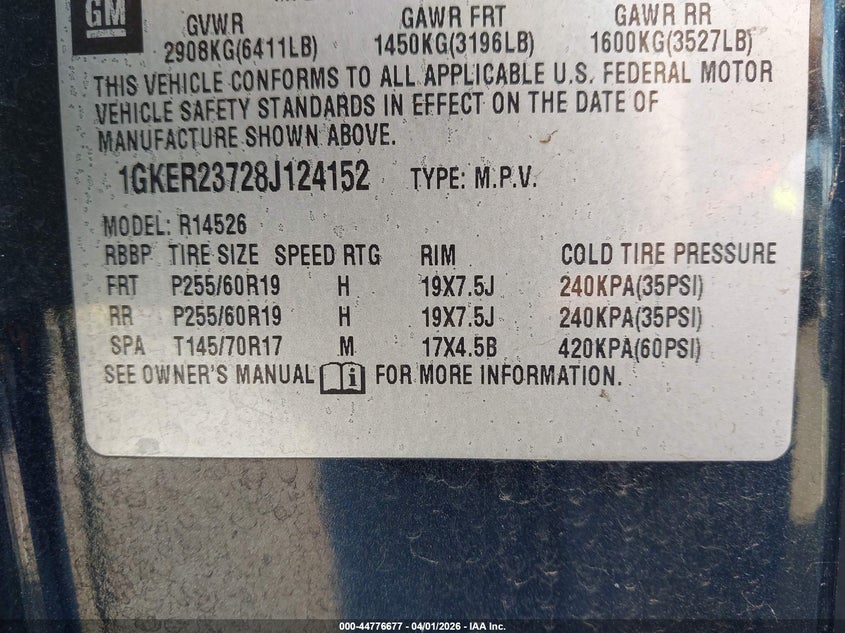 GM
GVWR GAWR FRT GAWR RR
2908KG(6411LB) 1450KG(3196LB) 1600KG(3527LB)
THIS VEHICLE CONFORMS TO ALL APPLICABLE U.S. FEDERAL MOTOR
VEHICLE SAFETY STANDARDS IN EFFECT ON THE DATE OF
MANUFACTURE SHOWN ABOVE.
1GKER23728J124152 TYPE: M.P.V.
MODEL: R14526
RBBP TIRE SIZE SPEED RTG RIM COLD TIRE PRESSURE
FRT P255/60R19 H 19X7.5J 240KPA(35PSI)
RR P255/60R19 H 19X7.5J 240KPA(35PSI)
SPA T145/70R17 M 17X4.5B 420KPA(60PSI)
SEE OWNER'S MANUAL i FOR MORE INFORMATION.
000-44776677 - 04/01/2026 - IAA Inc.